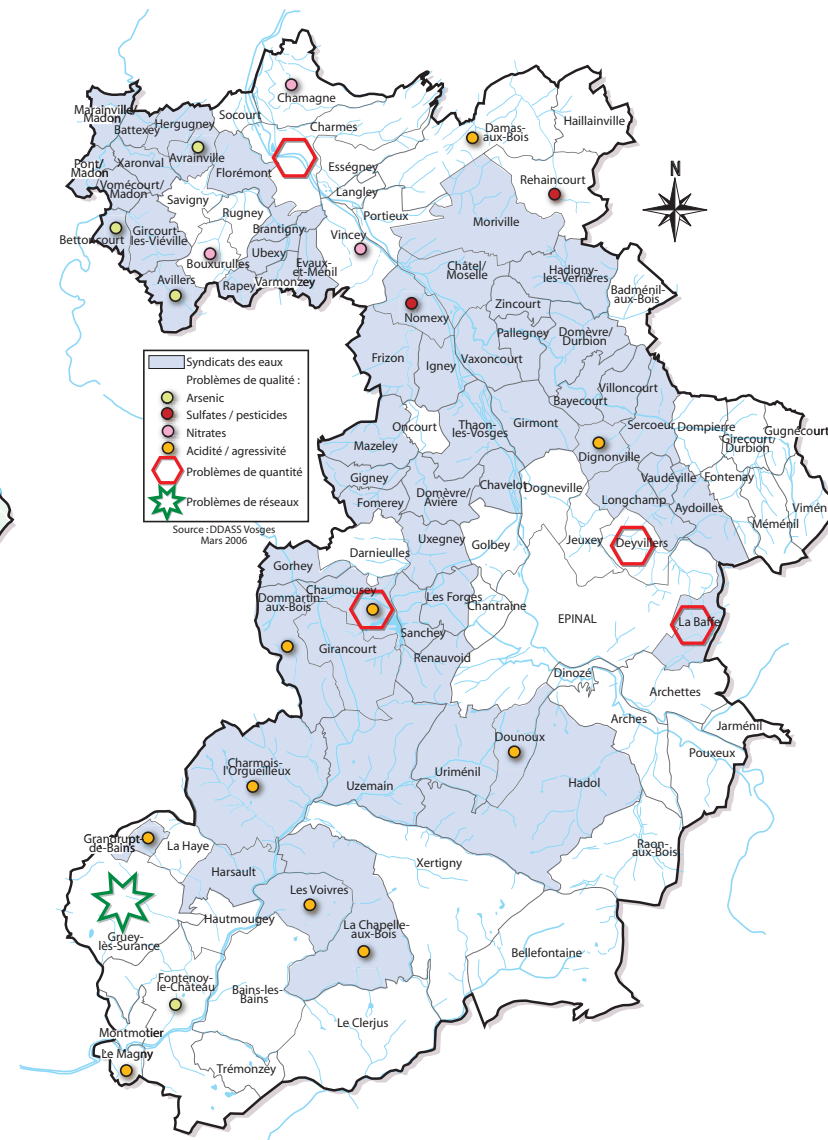 Chamagne
Socourt
Charmes
Haillainville
Damas-
aux-Bois
Marainville/
Madon
Battexey
Hergugney
Avrainville
Xaronval
Pont/
Madon
Florémont
Ességney
Langley
Rehaincourt
N
Vomécourt/
Madon
Savigny
Rugney
Portieux
Moriville
Bettoncourt
Gircourt-
les-Viéville
Brantigny
Vincey
Ubexy
Bouxurulles
Evaux-
et-Ménil
Avillers
Rapey
Varmonzey
Châtel/
Moselle
Hadigny-
les-Verrières
Badménil-
aux-Bois
Zincourt
Nomexy
Pallegney
Domèvre/
Durbion
Frizon
Igney
Vaxoncourt
Villoncourt
Bayecourt
Syndicats des eaux
Problèmes de qualité :
Arsenic
Sulfates / pesticides
Nitrates
Acidité / agressivité
Problèmes de quantité
Problèmes de réseaux
Source : DDASS Vosges
Mars 2006
Oncourt
Thaon-
les-Vosges
Girmont
Sercoeur
Dompierre
Girecourt/
Durbion
Gugnécourt
Mazeley
Dignonville
Gigney
Vaudéville
Fontenay
Domèvre/
Avière
Chavelot
Dogneville
Longchamp
Aydoilles
Fomerey
Méménil
Vimén
Darnieulles
Uxegney
Golbey
Jeuxey
Deyvillers
Gorhey
Chaumousey
Dommartin-
aux-Bois
Les Forges
Chantraine
EPINAL
La Baffe
Sanchey
Girancourt
Renauvoid
Dinozé
Archettes
Arches
Jarménil
Dounoux
Pouxeux
Charmois-
l'Orgueilleux
Uzemain
Uriménil
Hadol
Grandrupt-
de-Bains
La Haye
Raon-
aux-Bois
Harsault
Xertigny
Les Voivres
Hautmougey
La Chapelle-
aux-Bois
Gruey-
lès-Surance
Bellefontaine
Fontenoy-
le-Château
Bains-les-
Bains
Le Clerjus
Montmotier
Le Magny
Trémonzey